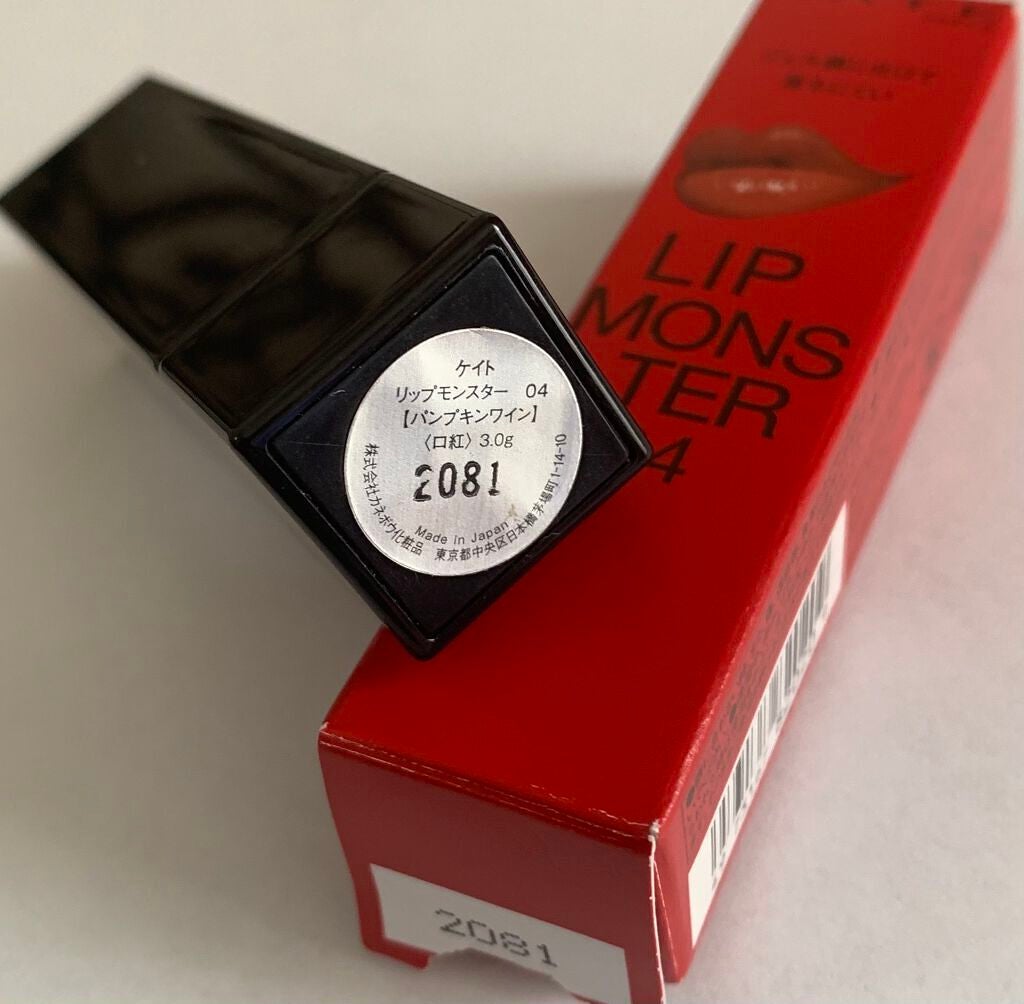 ケイト
リップモンスター 04
【パンプキンワイン】
〈口紅〉3.0g
2081
Made in Japan
株式会社カネボウ化粧品 東京都中央区日本橋茅場町1-14-10
LIP
MONS
TER
4
2081